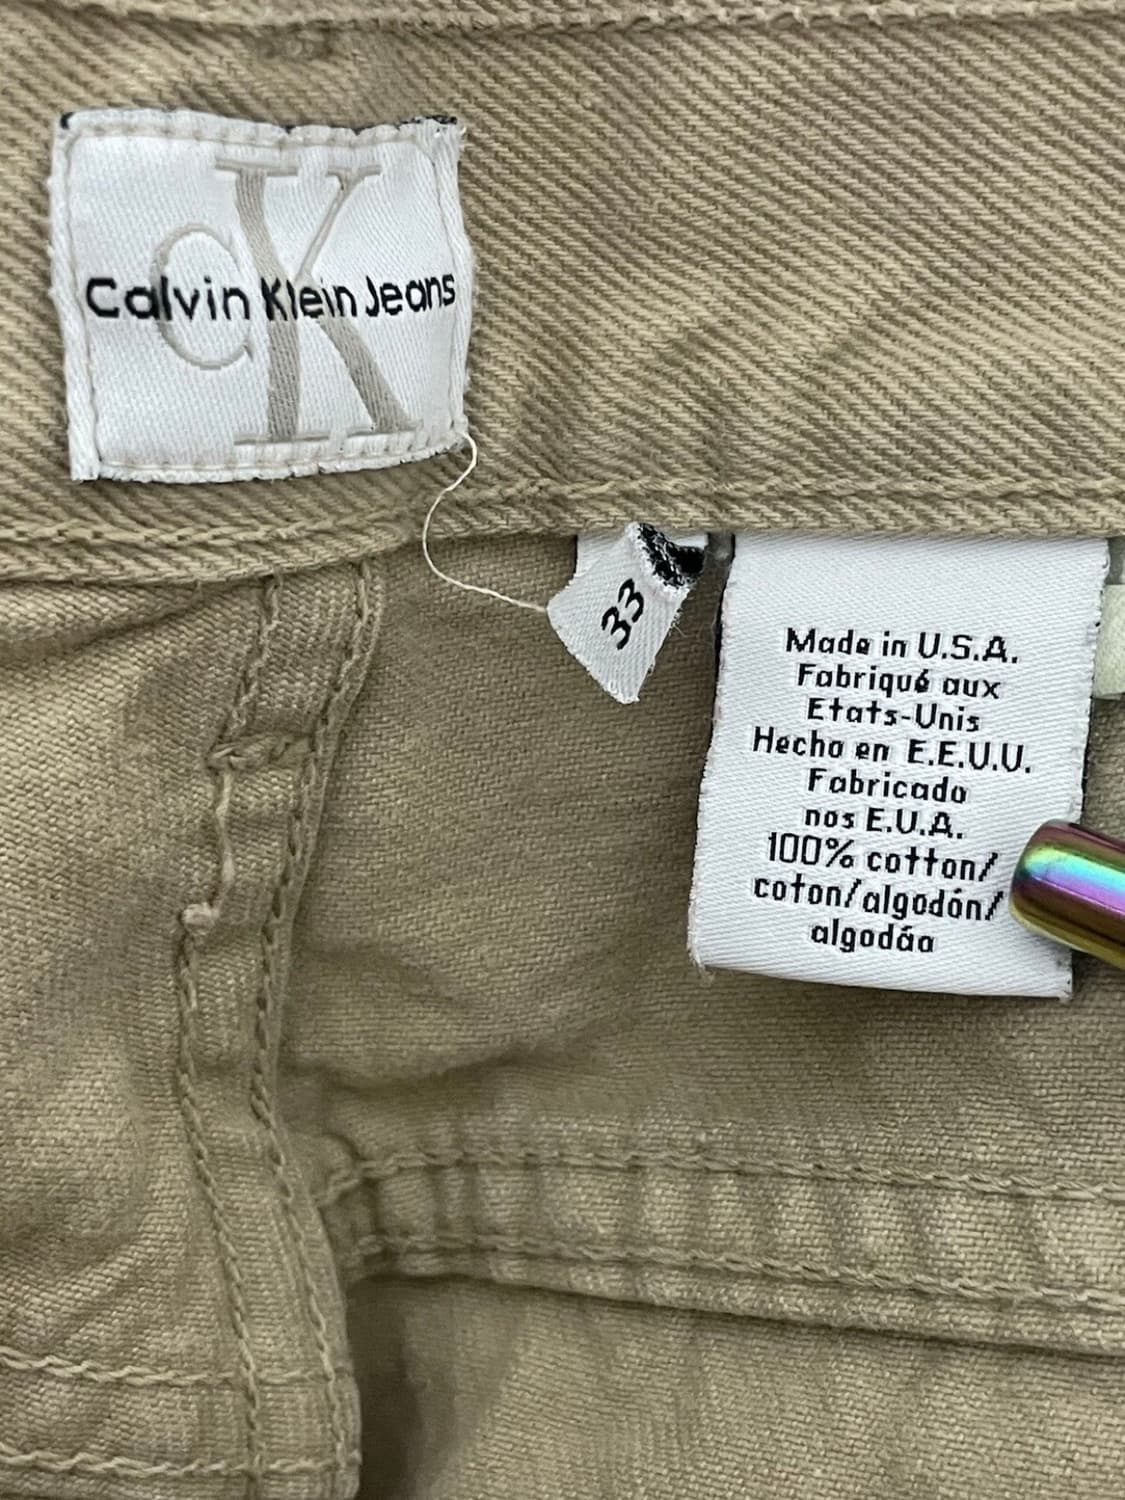 CK
Calvin Klein Jeans
33
Made in U.S.A.
Fabriqué aux
Etats-Unis
Hecho en E.E.U.U.
Fabricado
nos E.U.A.
100% cotton/
coton/algodón/
algodáo